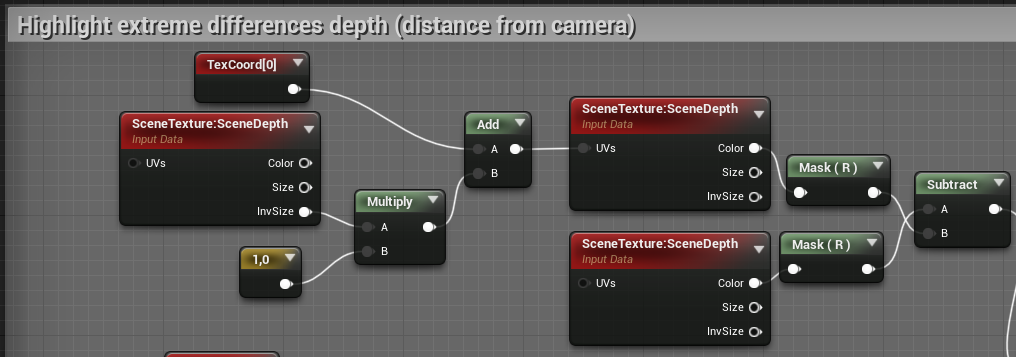 Highlight extreme differences depth (distance from camera)
TexCoord[0]
SceneTexture:SceneDepth
Input Data
UVs
Color
Size
InvSize
1,0
Multiply
A
B
Add
A
B
SceneTexture:SceneDepth
Input Data
UVs
Color
Size
InvSize
Mask ( R )
SceneTexture:SceneDepth
Input Data
UVs
Color
Size
InvSize
Mask ( R )
Subtract
A
B